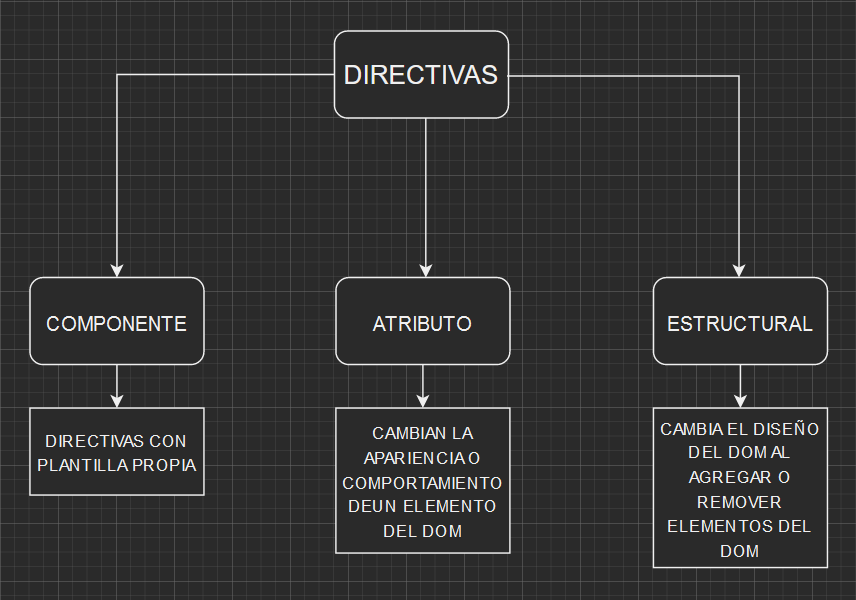 DIRECTIVAS
COMPONENTE
ATRIBUTO
ESTRUCTURAL
DIRECTIVAS CON
PLANTILLA PROPIA
CAMBIAN LA
APARIENCIA O
COMPORTAMIENTO
DEUN ELEMENTO
DEL DOM
CAMBIA EL DISEÑO
DEL DOM AL
AGREGAR O
REMOVER
ELEMENTOS DEL
DOM